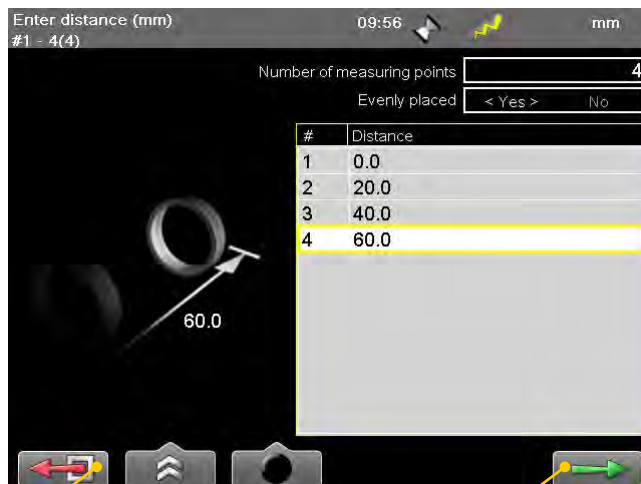 Enter distance (mm)
09:56
mm
#1 - 4(4)
Number of measuring points 4
Evenly placed < Yes > No
# Distance
1 0.0
2 20.0
3 40.0
4 60.0
60.0